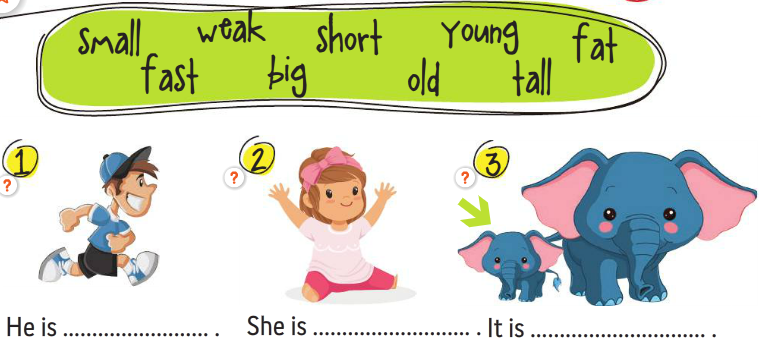 small weak short young fat
fast big old tall
1 2 3
? ? ?
He is ............................ . She is .............................. . It is .................................. .